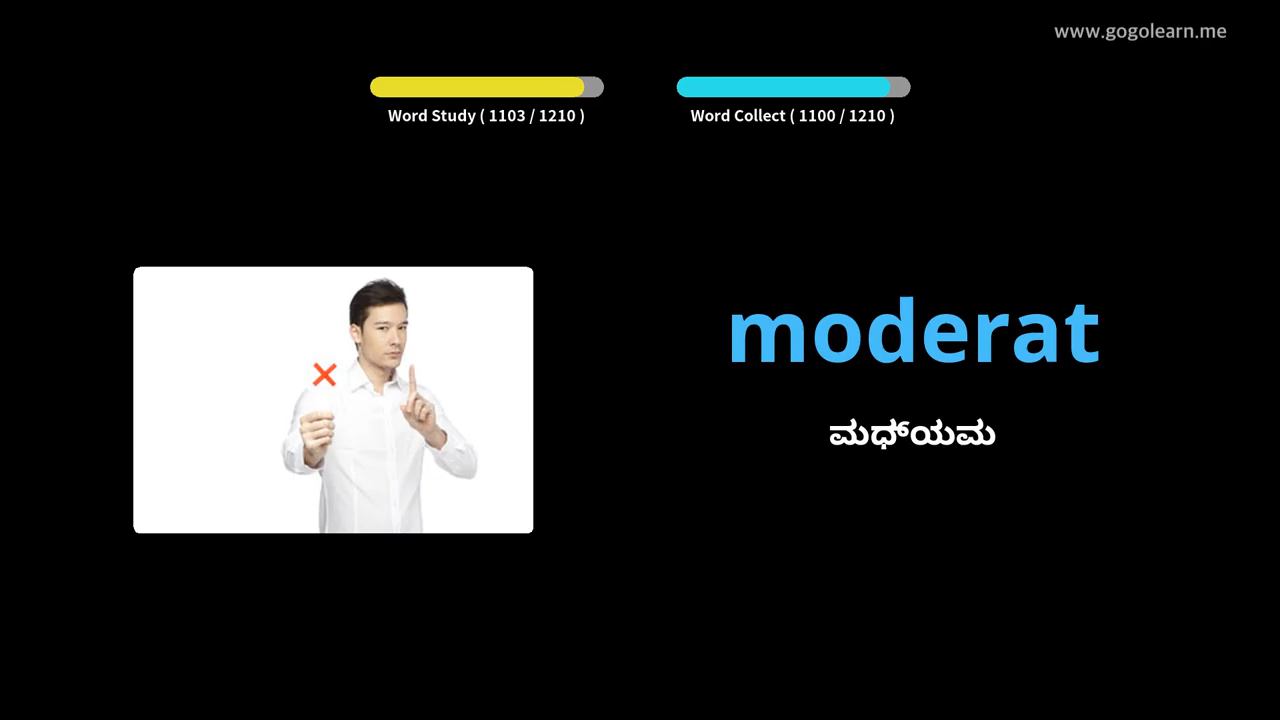 www.gogolearn.me
Word Study ( 1103 / 1210 )
Word Collect ( 1100 / 1210 )
moderat
ಮಧ್ಯಮ